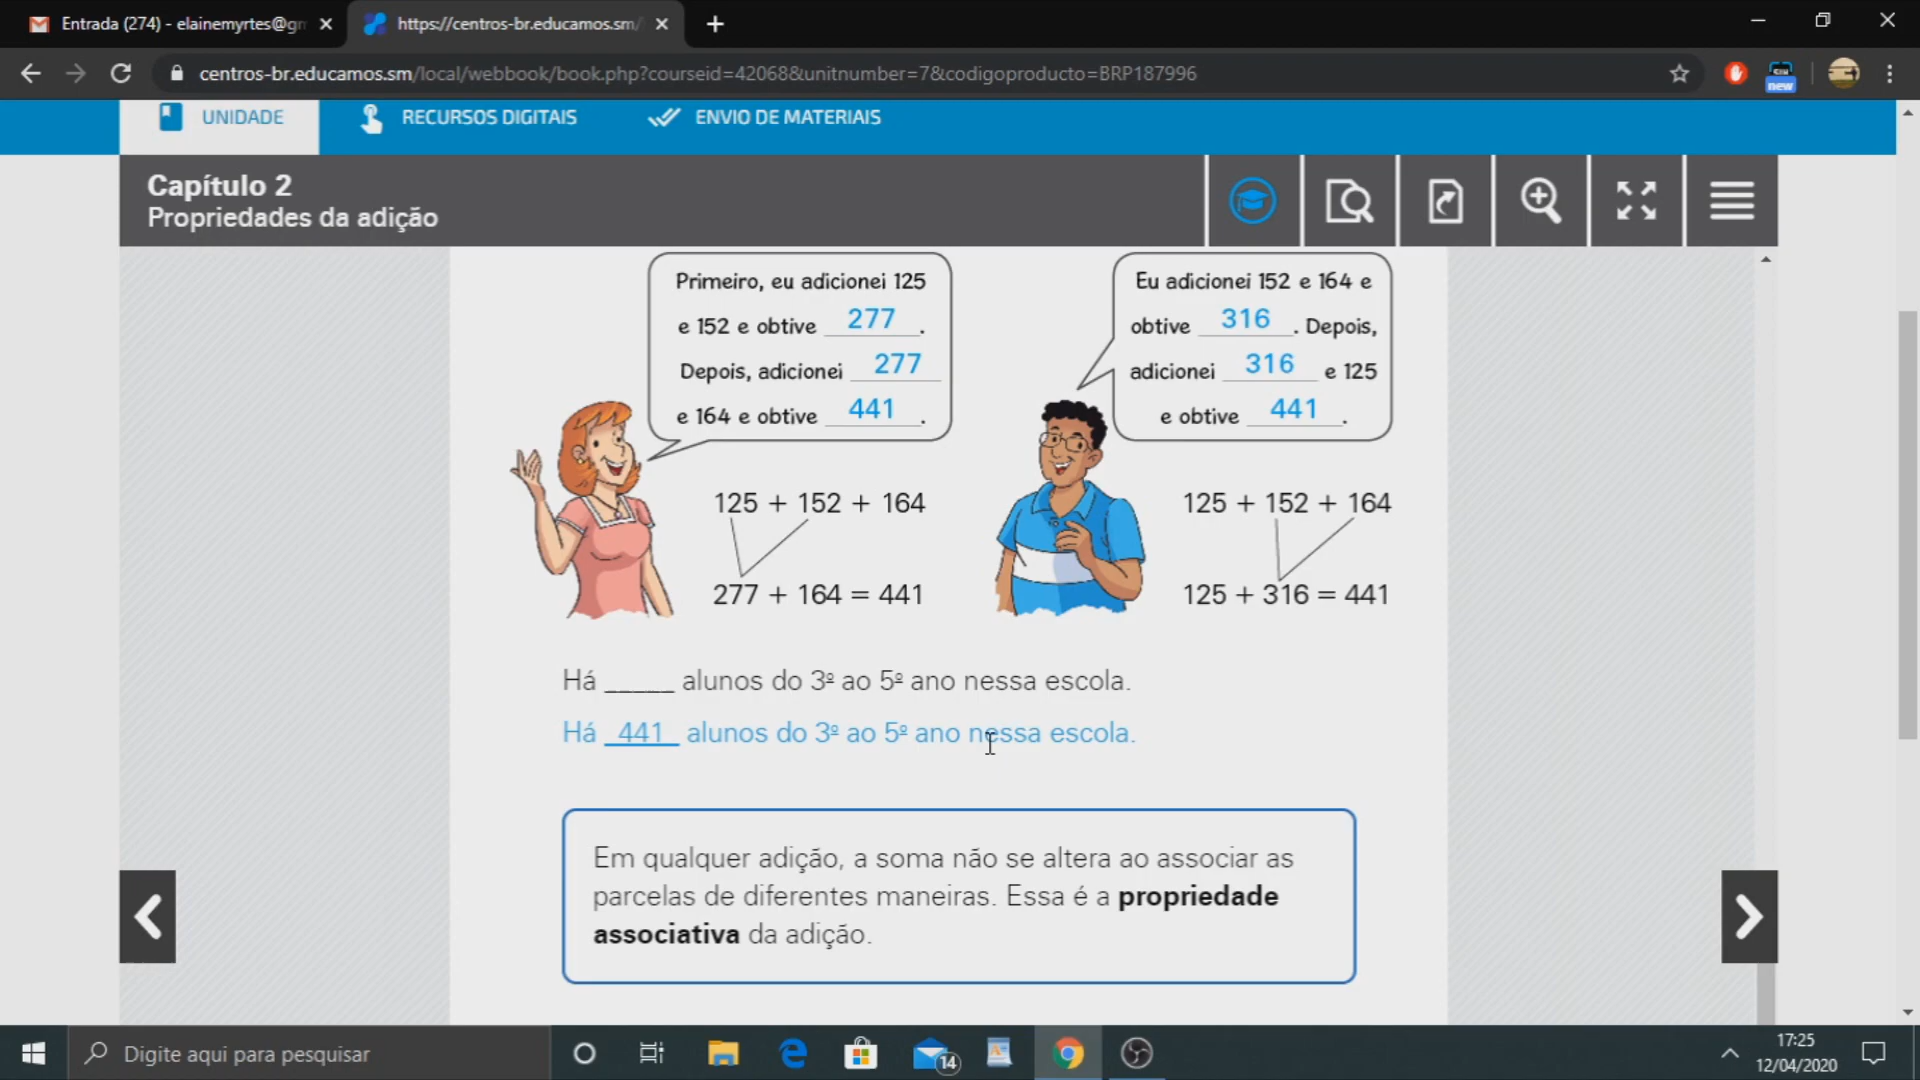 Entrada (274) - elainemyrtes@gm
https://centros-br.educamos.sm/
centros-br.educamos.sm/local/webbook/book.php?courseid=42068&unitnumber=7&codigoproducto=BRP187996
new
UNIDADE
RECURSOS DIGITAIS
ENVIO DE MATERIAIS
Capítulo 2
Propriedades da adição
Primeiro, eu adicionei 125
e 152 e obtive 277.
Depois, adicionei 277
e 164 e obtive 441.
Eu adicionei 152 e 164 e
obtive 316. Depois,
adicionei 316 e 125
e obtive 441.
125 + 152 + 164
277 + 164 = 441
125 + 152 + 164
125 + 316 = 441
Há _____ alunos do 3º ao 5º ano nessa escola.
Há 441 alunos do 3º ao 5º ano nessa escola.
Em qualquer adição, a soma não se altera ao associar as
parcelas de diferentes maneiras. Essa é a propriedade
associativa da adição.
Digite aqui para pesquisar
14
17:25
12/04/2020